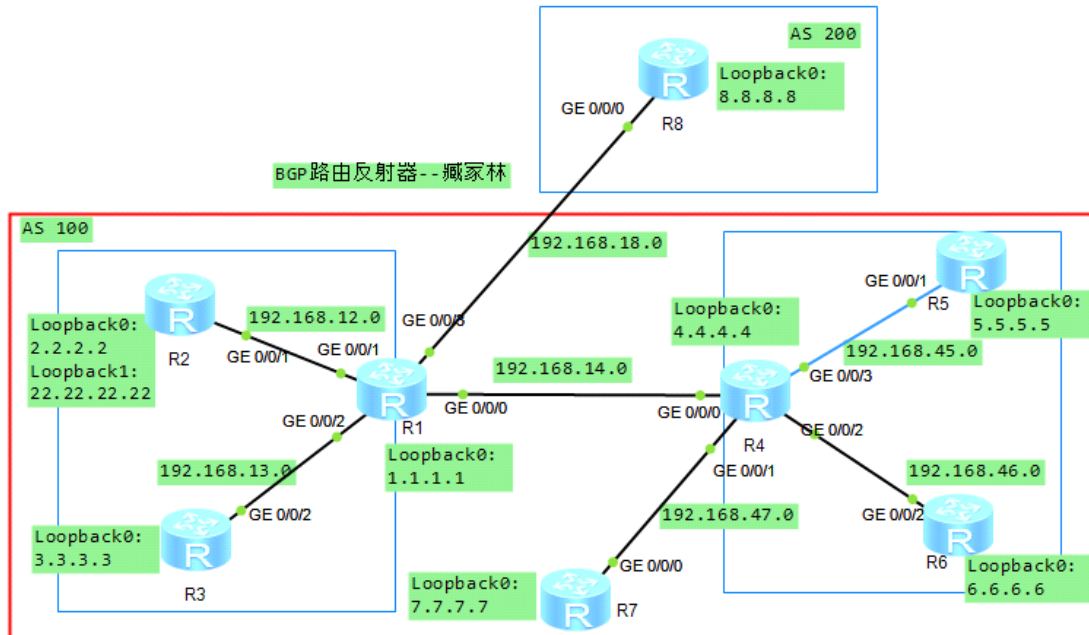 AS 200
Loopback0:
8.8.8.8
GE 0/0/0
R8
BGP路由反射器--臧冢林
AS 100
192.168.18.0
Loopback0:
2.2.2.2
Loopback1:
22.22.22.22
R2
192.168.12.0
GE 0/0/1
GE 0/0/1
GE 0/0/3
192.168.14.0
GE 0/0/0
GE 0/0/0
GE 0/0/2
R1
Loopback0:
1.1.1.1
192.168.13.0
GE 0/0/2
Loopback0:
3.3.3.3
R3
Loopback0:
4.4.4.4
GE 0/0/1
R5
Loopback0:
5.5.5.5
192.168.45.0
GE 0/0/3
R4
GE 0/0/2
GE 0/0/1
192.168.46.0
GE 0/0/2
R6
Loopback0:
6.6.6.6
192.168.47.0
GE 0/0/0
Loopback0:
7.7.7.7
R7